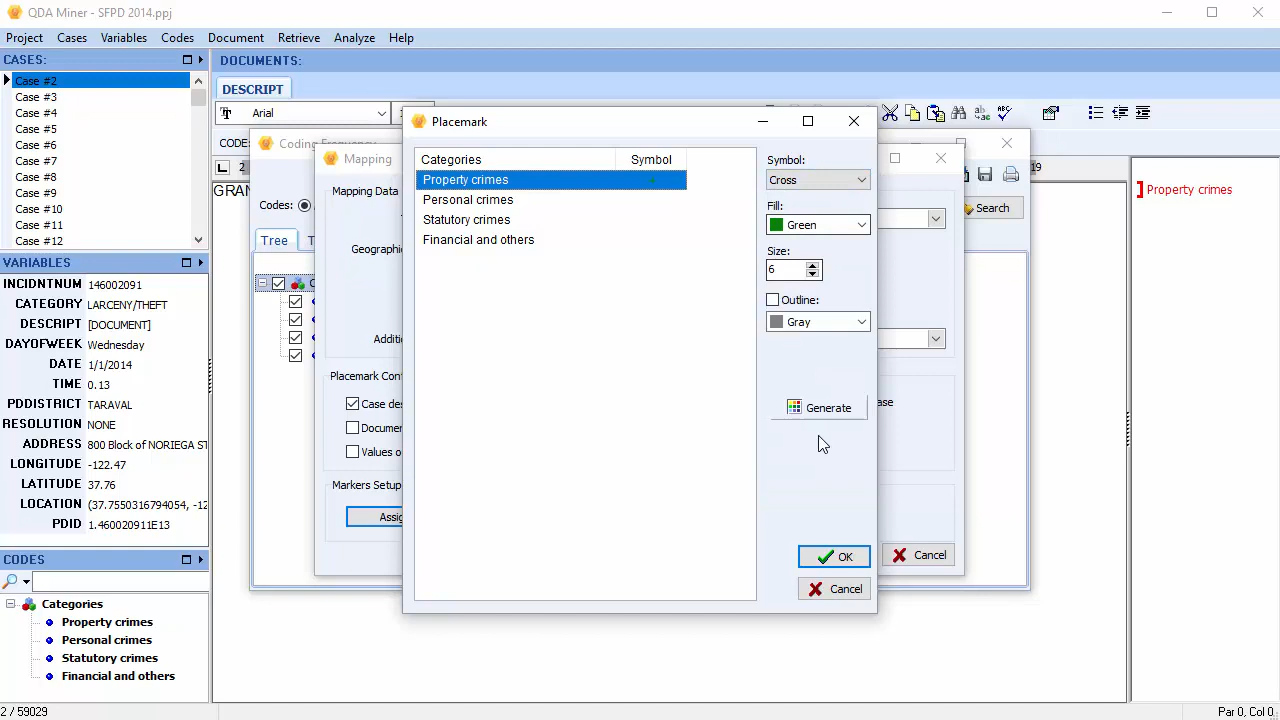 QDA Miner - SFPD 2014.ppj
Project Cases Variables Codes Document Retrieve Analyze Help
CASES:
Case #2
Case #3
Case #4
Case #5
Case #6
Case #7
Case #8
Case #9
Case #10
Case #11
Case #12
VARIABLES
INCIDNTNUM 146002091
CATEGORY LARCENY/THEFT
DESCRIPT [DOCUMENT]
DAYOFWEEK Wednesday
DATE 1/1/2014
TIME 0.13
PDDISTRICT TARAVAL
RESOLUTION NONE
ADDRESS 800 Block of NORIEGA ST
LONGITUDE -122.47
LATITUDE 37.76
LOCATION (37.7550316794054, -12
PDID 1.460020911E13
CODES
Categories
Property crimes
Personal crimes
Statutory crimes
Financial and others
2 / 59029
DOCUMENTS:
DESCRIPT
Arial
CODE:
GRAN
Coding Frequency
Codes:
Tree
Search
Mapping
Mapping Data
Geographic
Additi
Placemark Con
Case des
Documen
Values o
ase
Markers Setup
Assig
Cancel
Placemark
Categories Symbol
Property crimes
Personal crimes
Statutory crimes
Financial and others
Symbol:
Cross
Fill:
Green
Size:
6
Outline:
Gray
Generate
OK
Cancel
19
Property crimes
Par 0, Col 0